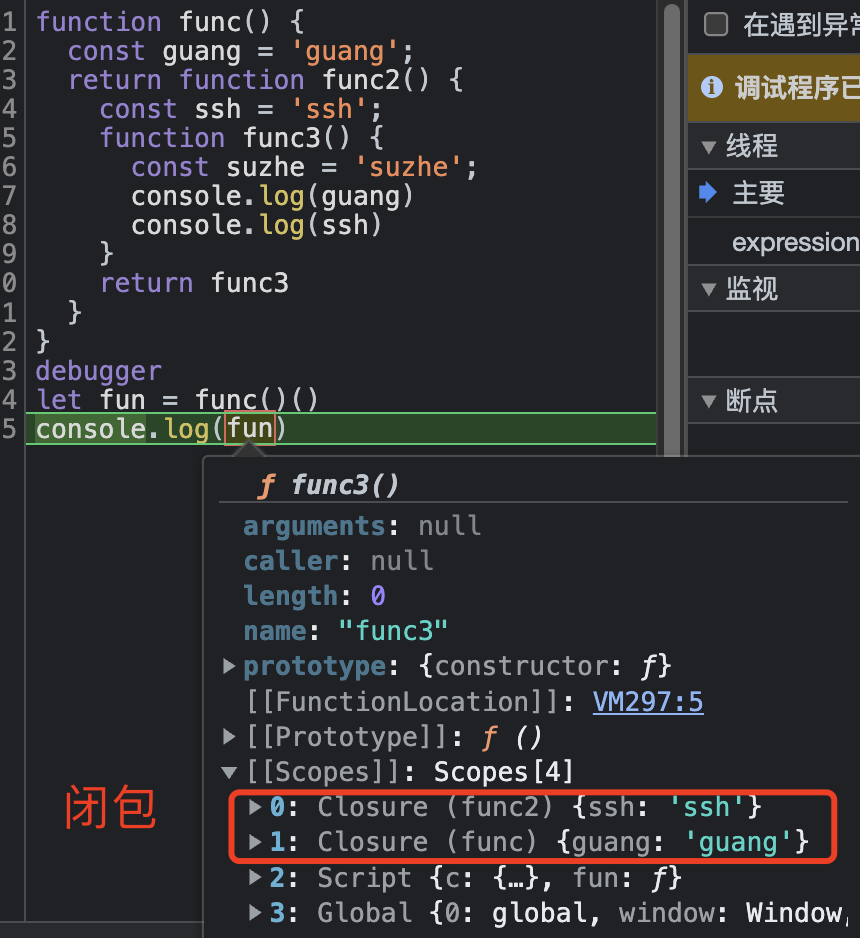 1 function func() {
2   const guang = 'guang';
3   return function func2() {
4     const ssh = 'ssh';
5     function func3() {
6       const suzhe = 'suzhe';
7       console.log(guang)
8       console.log(ssh)
9     }
0     return func3
1   }
2 }
3 debugger
4 let fun = func()()
5 console.log(fun)
ƒ func3()
arguments: null
caller: null
length: 0
name: "func3"
▶prototype: {constructor: ƒ}
[[FunctionLocation]]: VM297:5
▶[[Prototype]]: ƒ ()
▼[[Scopes]]: Scopes[4]
▶0: Closure (func2) {ssh: 'ssh'}
▶1: Closure (func) {guang: 'guang'}
▶2: Script {c: {…}, fun: ƒ}
▶3: Global {0: global, window: Window,
闭包
在遇到异常
调试程序已
▼线程
主要
expression
▼监视
▼断点